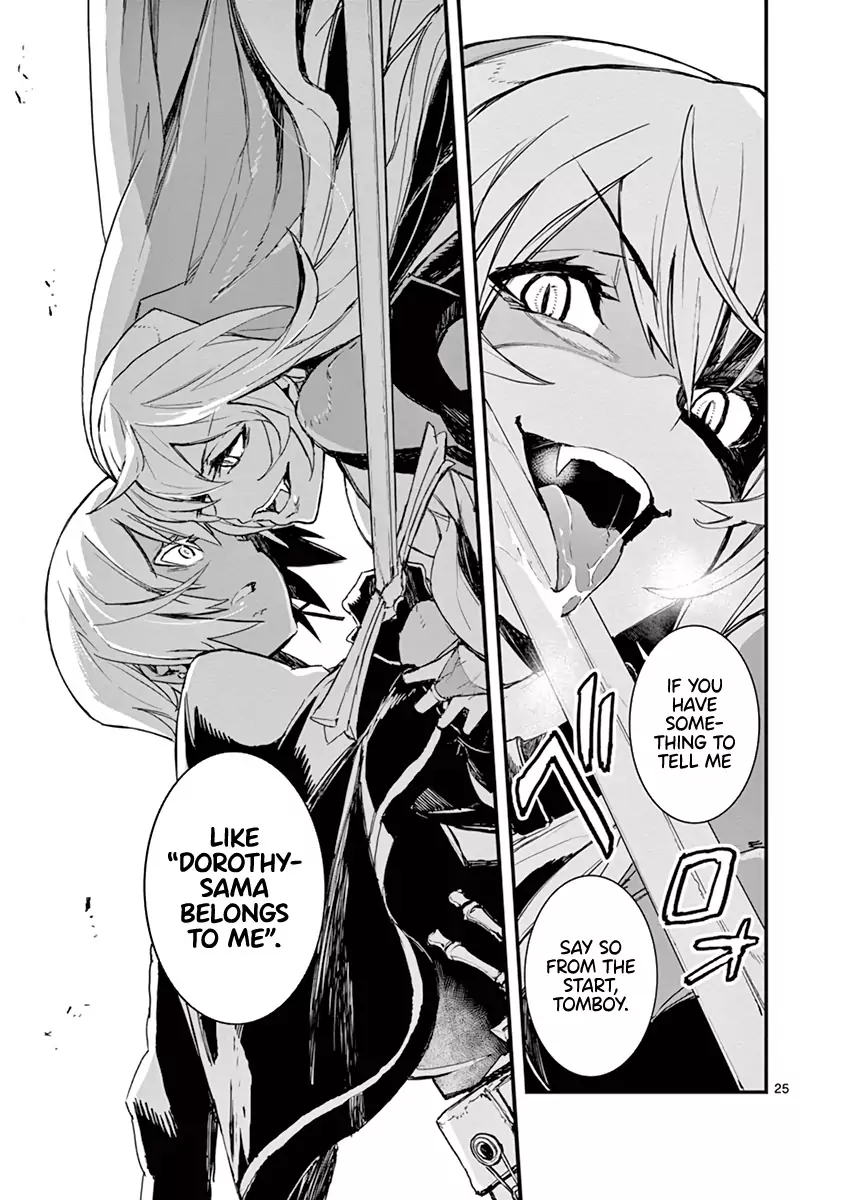 IF YOU
HAVE
SOME-
THING TO
TELL ME
ベ
ロォ
SAY SO
FROM THE
START,
TOMBOY.
LIKE
“DOROTHY-
SAMA
BELONGS
TO ME”.
25